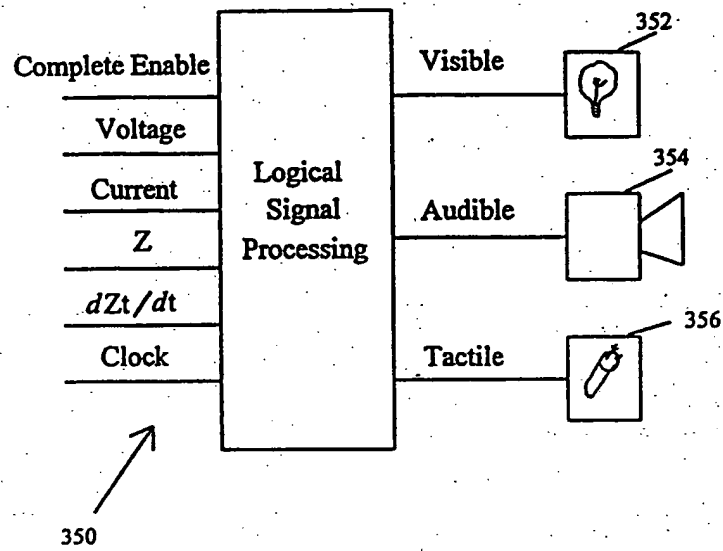 352
Complete Enable
Visible
Voltage
354
Current
Logical
Signal
Processing
Audible
Z
dZt/dt
356
Clock
Tactile
350